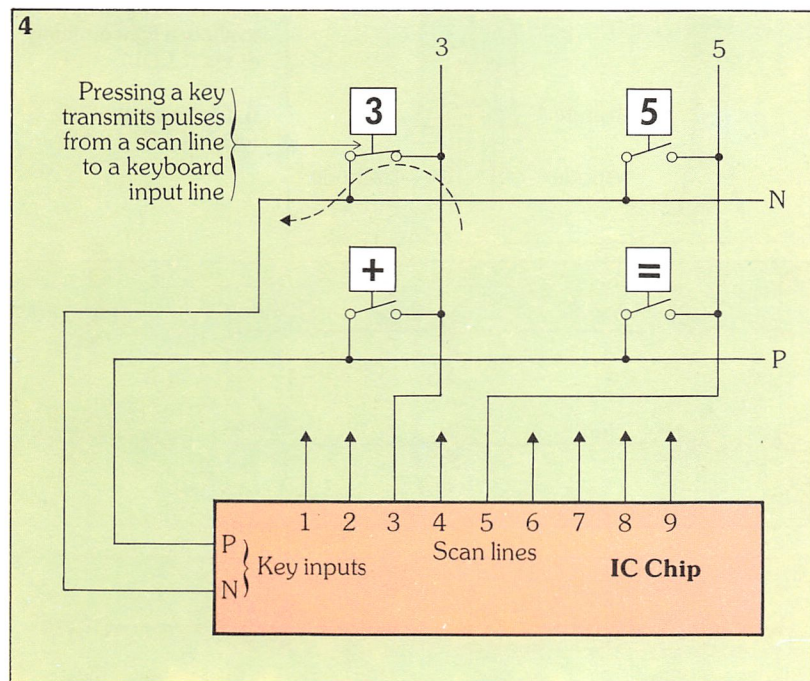 4
3
5
Pressing a key
transmits pulses
from a scan line
to a keyboard
input line
3
5
N
+
=
P
1 2 3 4 5 6 7 8 9
P
Key inputs
Scan lines
IC Chip
N